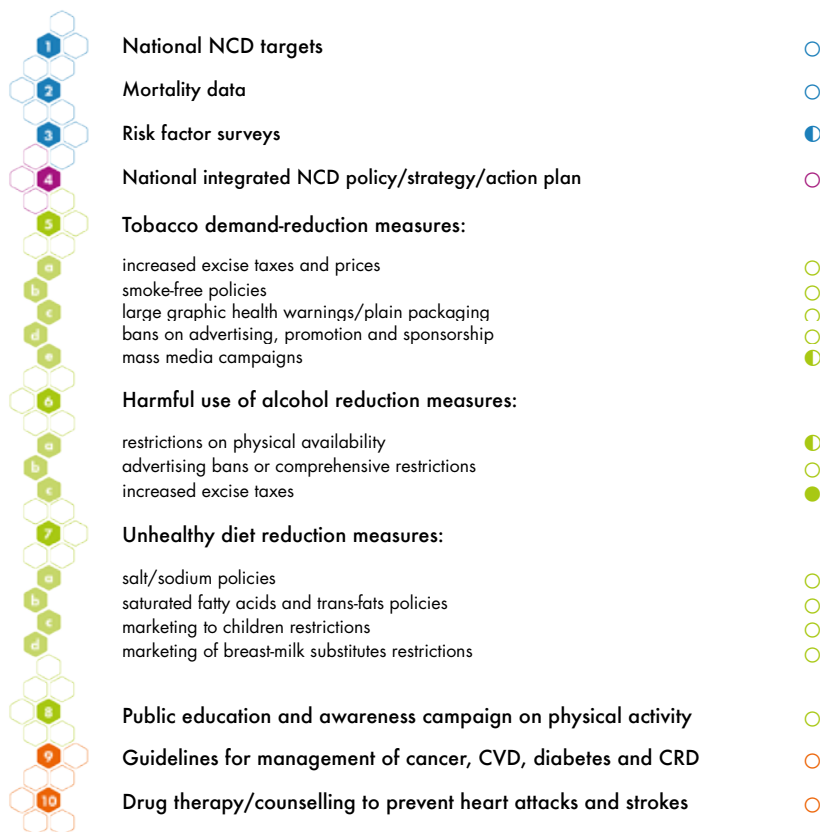 1 National NCD targets
2 Mortality data
3 Risk factor surveys
4 National integrated NCD policy/strategy/action plan
5 Tobacco demand-reduction measures:
a increased excise taxes and prices
b smoke-free policies
c large graphic health warnings/plain packaging
d bans on advertising, promotion and sponsorship
e mass media campaigns
6 Harmful use of alcohol reduction measures:
a restrictions on physical availability
b advertising bans or comprehensive restrictions
c increased excise taxes
7 Unhealthy diet reduction measures:
a salt/sodium policies
b saturated fatty acids and trans-fats policies
c marketing to children restrictions
d marketing of breast-milk substitutes restrictions
8 Public education and awareness campaign on physical activity
9 Guidelines for management of cancer, CVD, diabetes and CRD
10 Drug therapy/counselling to prevent heart attacks and strokes